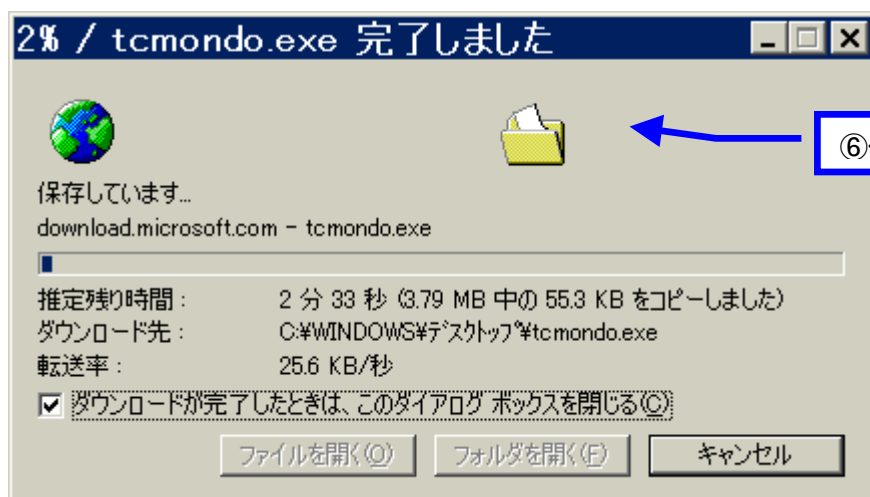 2% / tcmondo.exe 完了しました
⑥
保存しています...
download.microsoft.com - tcmondo.exe
推定残り時間 : 2 分 33 秒 (3.79 MB 中の 55.3 KB をコピーしました)
ダウンロード先 : C:¥WINDOWS¥ﾃﾞｽｸﾄｯﾌﾟ¥tcmondo.exe
転送率 : 25.6 KB/秒
ダウンロードが完了したときは、このダイアログ ボックスを閉じる(C)
ファイルを開く(O) フォルダを開く(F) キャンセル